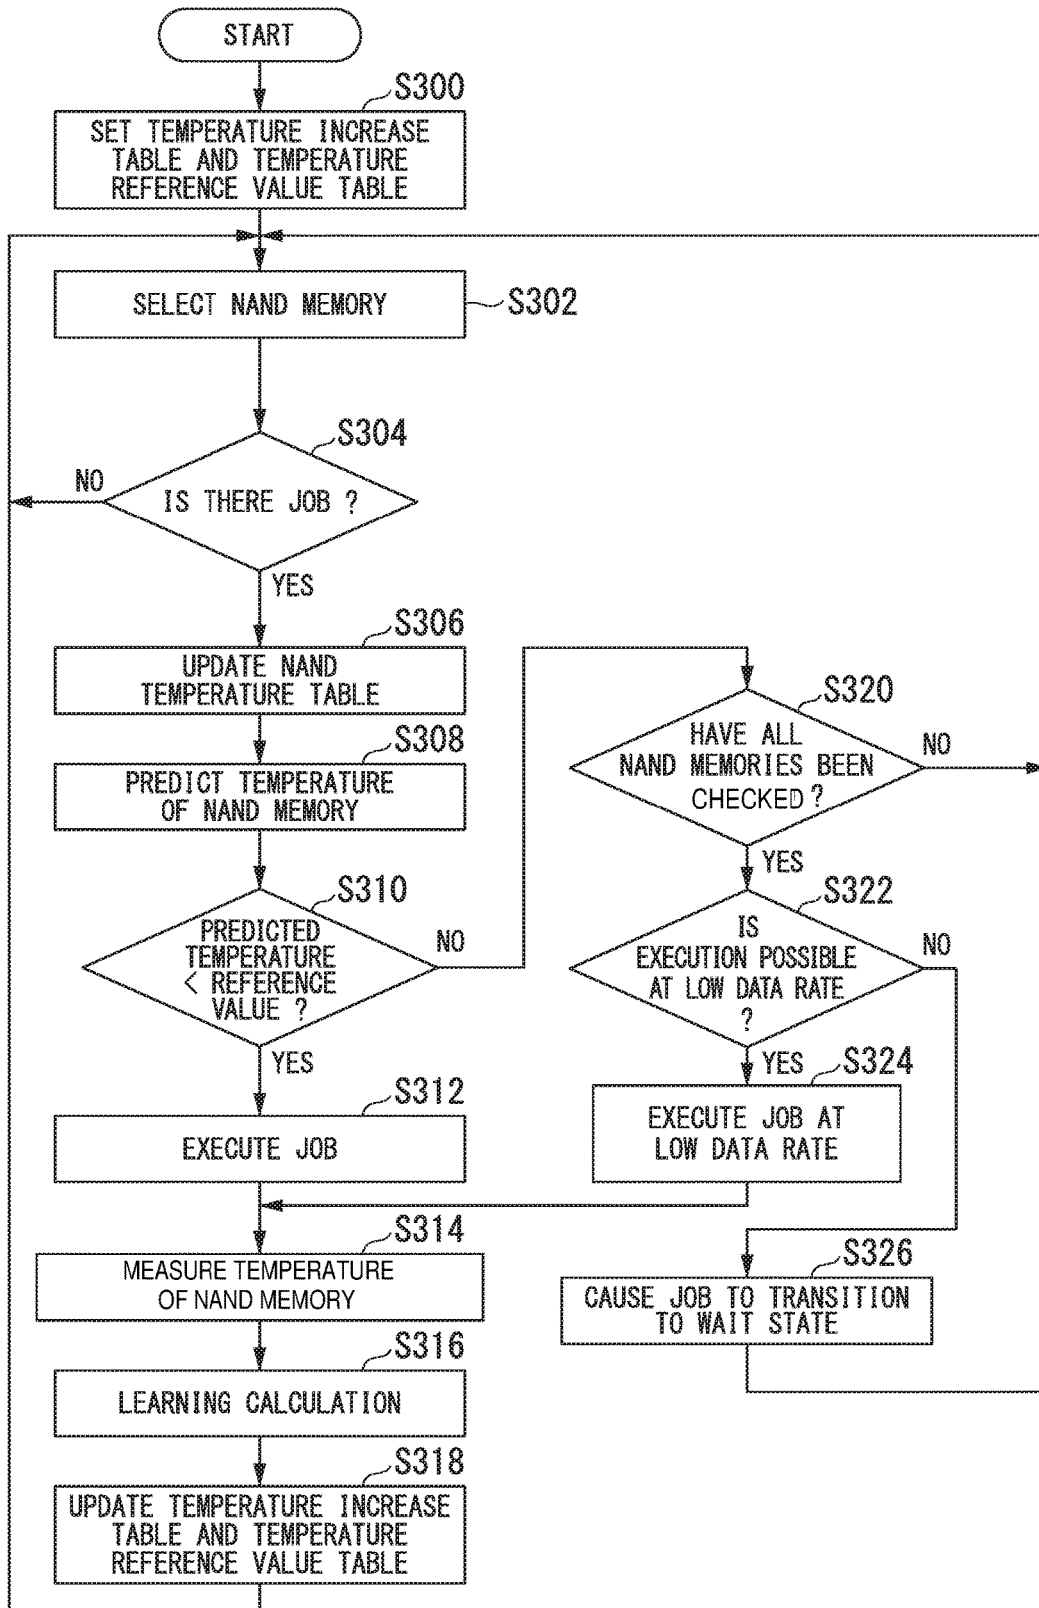 START
S300
SET TEMPERATURE INCREASE
TABLE AND TEMPERATURE
REFERENCE VALUE TABLE
SELECT NAND MEMORY
S302
S304
NO
IS THERE JOB ?
YES
S306
UPDATE NAND
TEMPERATURE TABLE
S308
PREDICT TEMPERATURE
OF NAND MEMORY
S310
PREDICTED
TEMPERATURE
< REFERENCE
VALUE ?
NO
YES
S312
EXECUTE JOB
S314
MEASURE TEMPERATURE
OF NAND MEMORY
S316
LEARNING CALCULATION
S318
UPDATE TEMPERATURE INCREASE
TABLE AND TEMPERATURE
REFERENCE VALUE TABLE
S320
HAVE ALL
NAND MEMORIES BEEN
CHECKED ?
NO
YES
S322
IS
EXECUTION POSSIBLE
AT LOW DATA RATE
?
NO
YES
S324
EXECUTE JOB AT
LOW DATA RATE
S326
CAUSE JOB TO TRANSITION
TO WAIT STATE